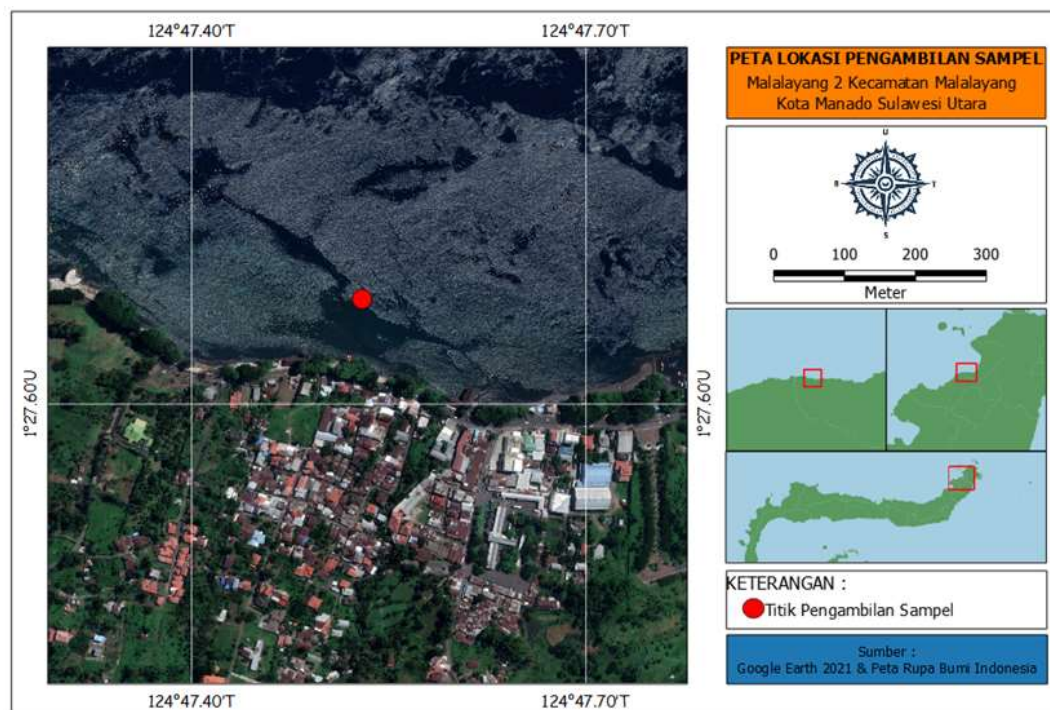 124°47.40'T
124°47.70'T
1°27.60'U
1°27.60'U
124°47.40'T
124°47.70'T
PETA LOKASI PENGAMBILAN SAMPEL
Malalayang 2 Kecamatan Malalayang
Kota Manado Sulawesi Utara
U
B
T
S
0
100
200
300
Meter
KETERANGAN :
Titik Pengambilan Sampel
Sumber :
Google Earth 2021 & Peta Rupa Bumi Indonesia